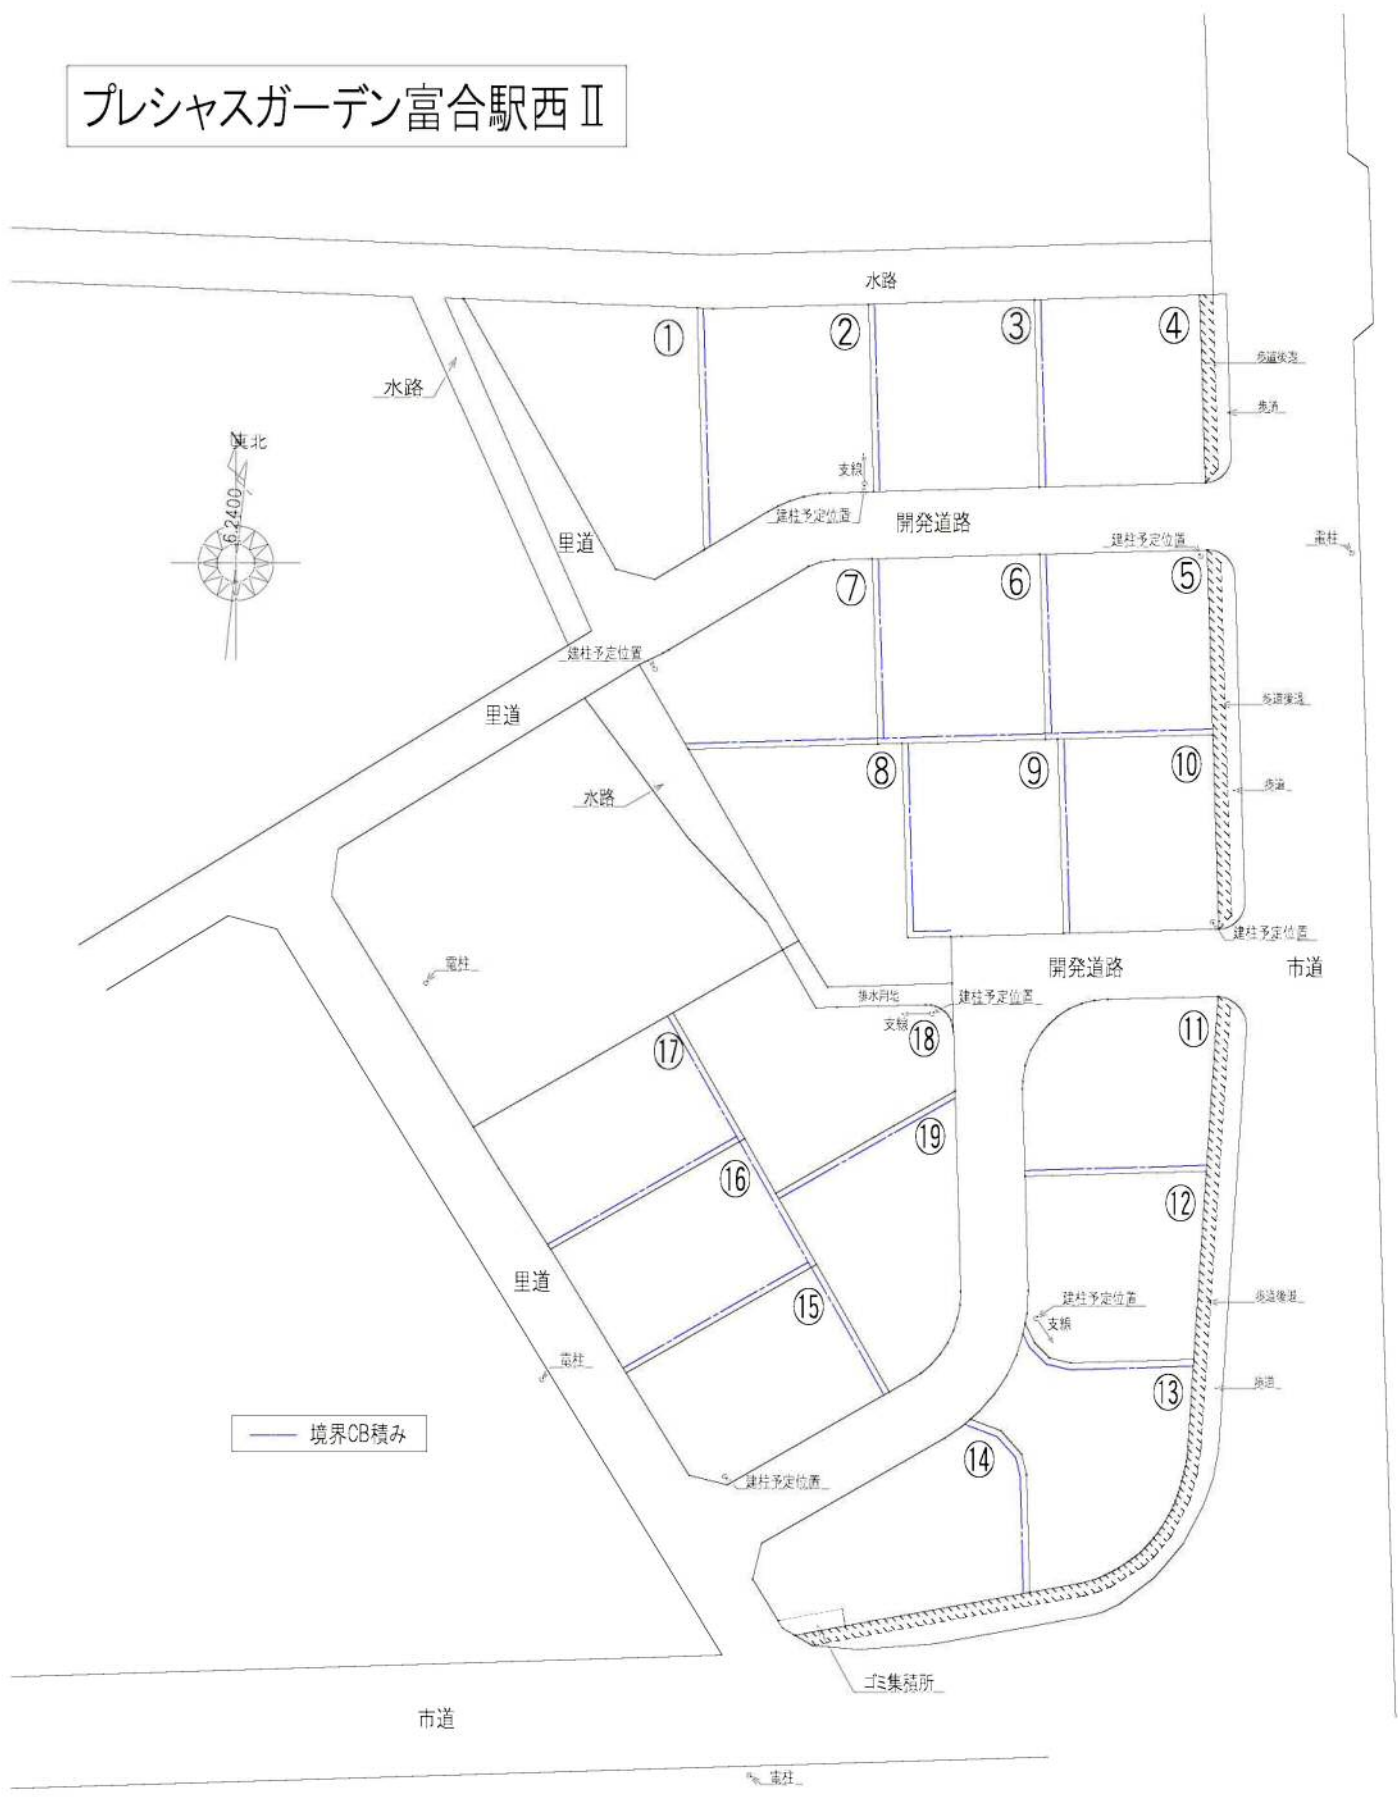 プレシャスガーデン富合駅西Ⅱ
水路
①
②
③
④
歩道後退
水路
歩道
6.2400
支線
建柱予定位置
開発道路
里道
建柱予定位置
電柱
⑦
⑥
⑤
建柱予定位置
里道
歩道後退
⑧
⑨
⑩
水路
歩道
建柱予定位置
電柱
開発道路
市道
排水用地
建柱予定位置
支線
⑱
⑪
⑰
⑲
⑯
⑫
里道
⑮
建柱予定位置
歩道後退
支線
電柱
⑬
歩道
境界CB積み
⑭
建柱予定位置
ゴミ集積所
市道
電柱